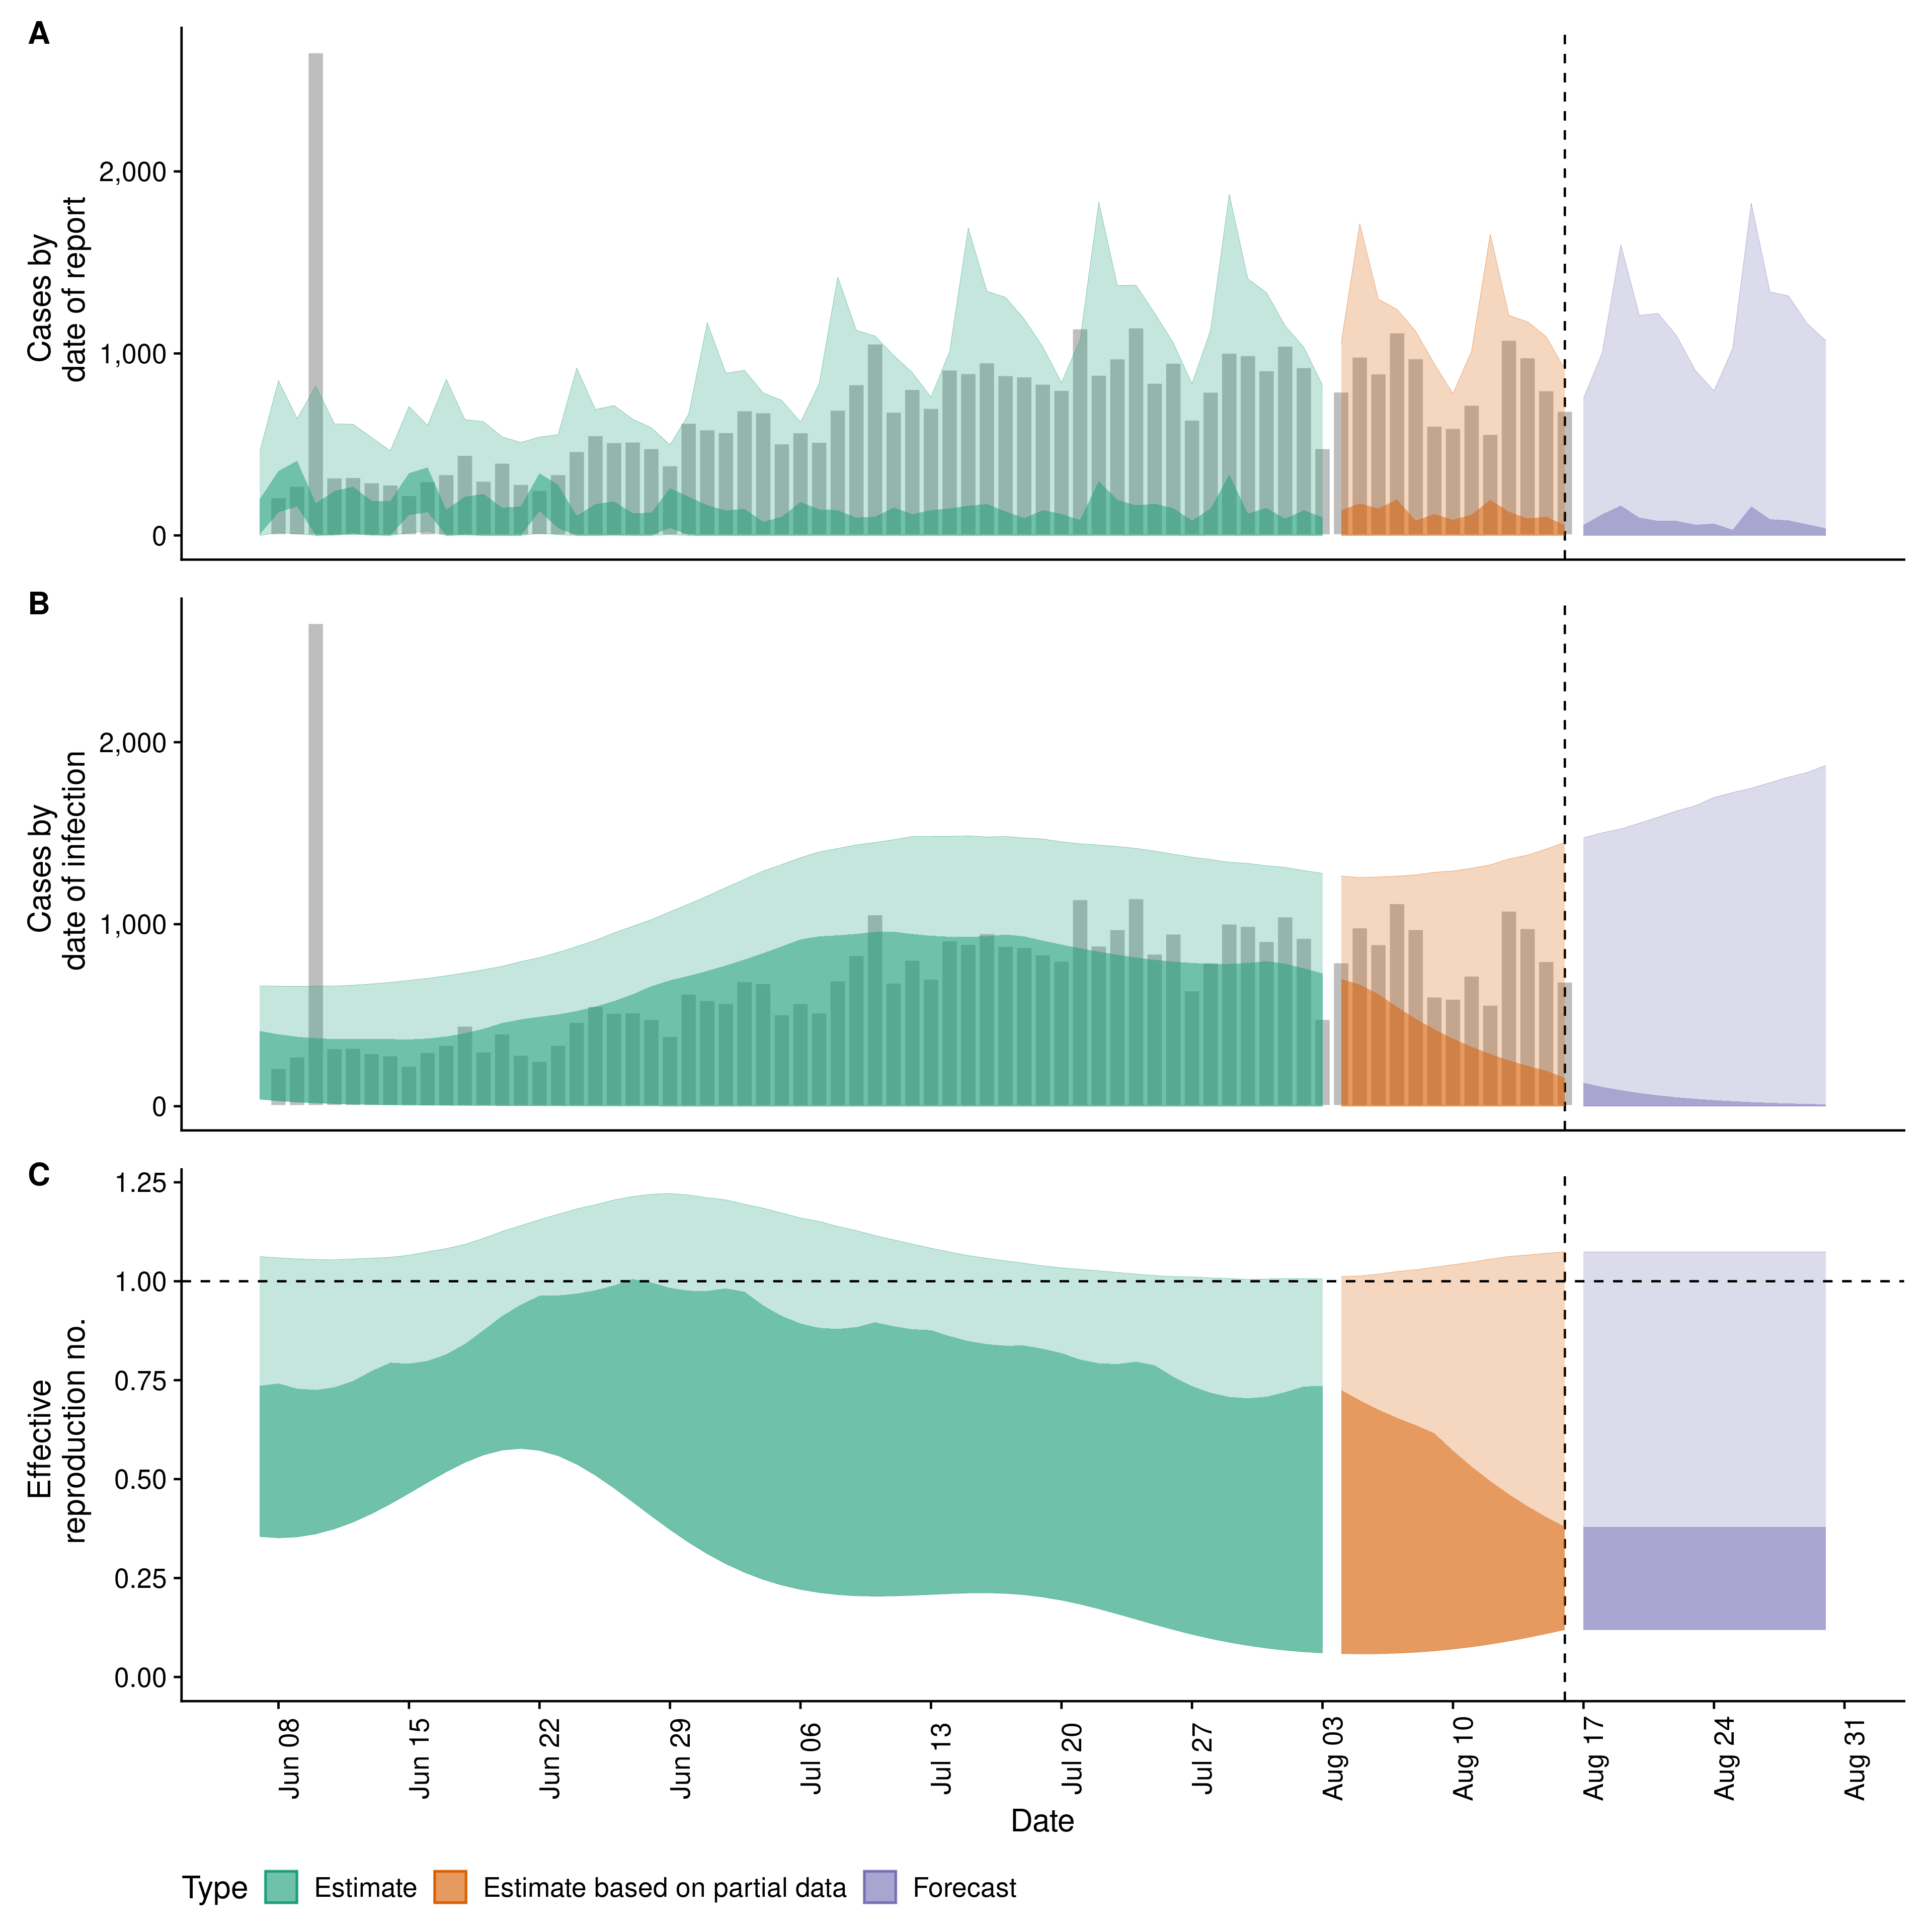 A
Cases by
date of report
2,000
1,000
0
B
Cases by
date of infection
2,000
1,000
0
C
Effective
reproduction no.
1.25
1.00
0.75
0.50
0.25
0.00
Jun 08
Jun 15
Jun 22
Jun 29
Jul 06
Jul 13
Jul 20
Jul 27
Aug 03
Aug 10
Aug 17
Aug 24
Aug 31
Date
Type Estimate Estimate based on partial data Forecast